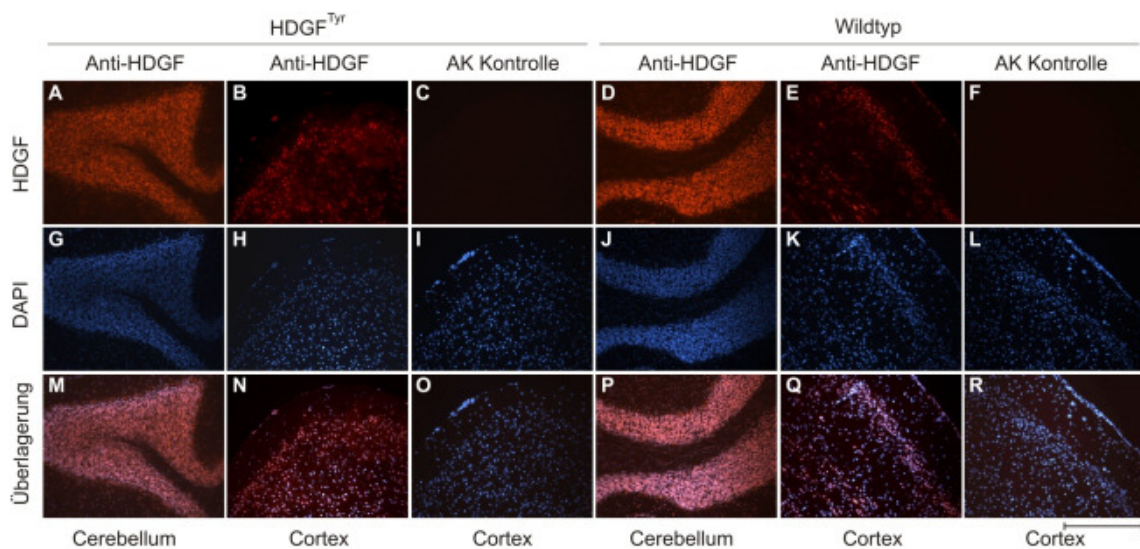 HDGF^Tyr Wildtyp
Anti-HDGF Anti-HDGF AK Kontrolle Anti-HDGF Anti-HDGF AK Kontrolle
HDGF A B C D E F
DAPI G H I J K L
Überlagerung M N O P Q R
Cerebellum Cortex Cortex Cerebellum Cortex Cortex